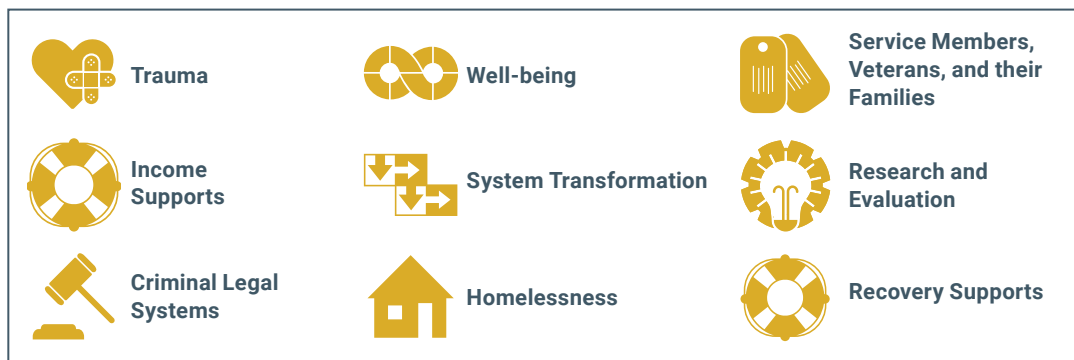 Trauma
Well-being
Service Members,
Veterans, and their
Families
Income
Supports
System Transformation
Research and
Evaluation
Criminal Legal
Systems
Homelessness
Recovery Supports